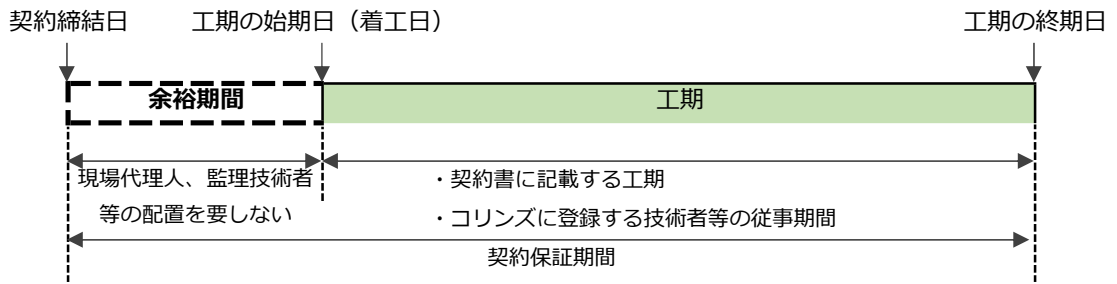 契約締結日
工期の始期日（着工日）
工期の終期日
余裕期間
工期
現場代理人、監理技術者
等の配置を要しない
・契約書に記載する工期
・コリンズに登録する技術者等の従事期間
契約保証期間